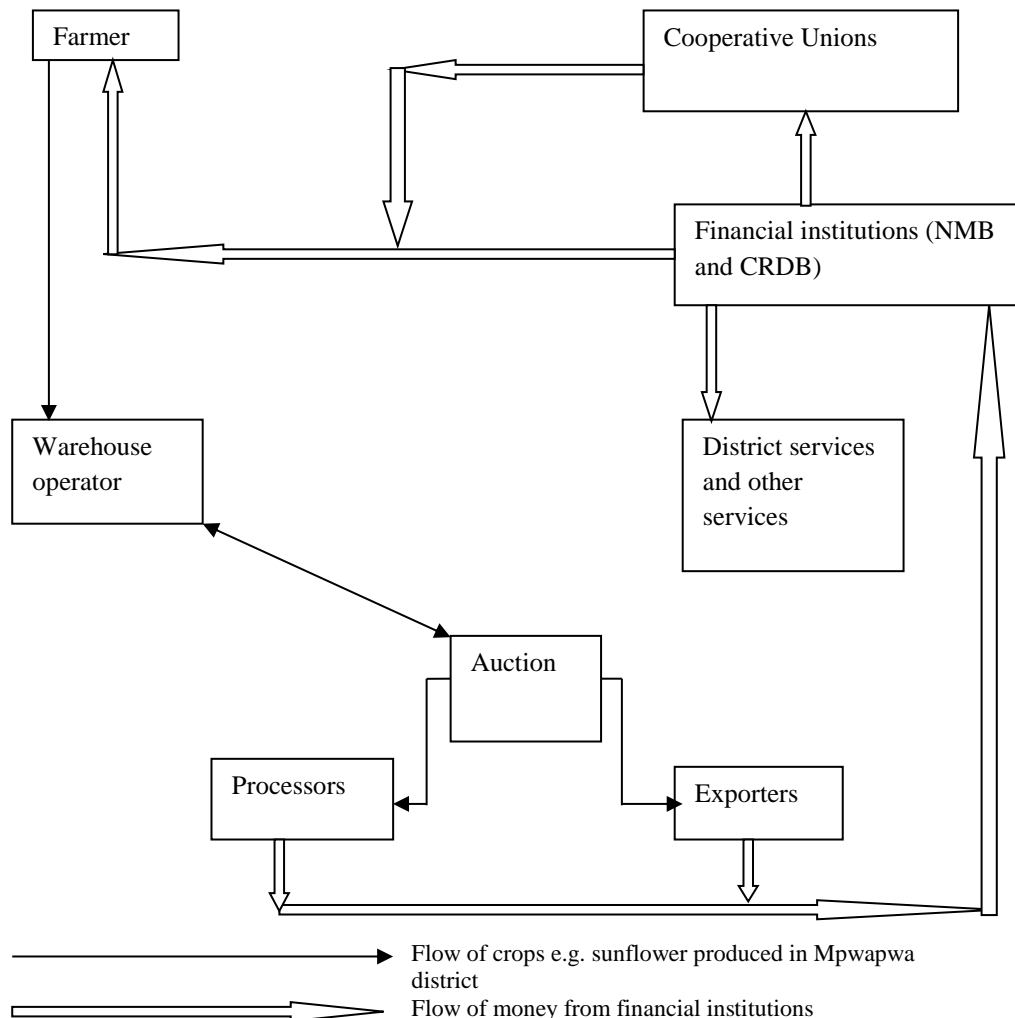 Farmer
Cooperative Unions
Financial institutions (NMB
and CRDB)
Warehouse
operator
District services
and other
services
Auction
Processors
Exporters
Flow of crops e.g. sunflower produced in Mpwapwa
district
Flow of money from financial institutions